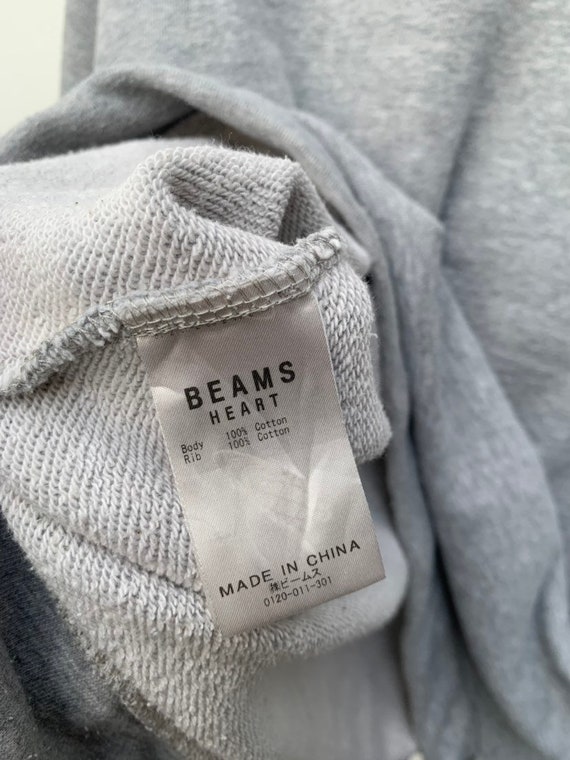 BEAMS
HEART
Body 100% Cotton
Rib 100% Cotton
MADE IN CHINA
㈱ビームス
0120-011-301